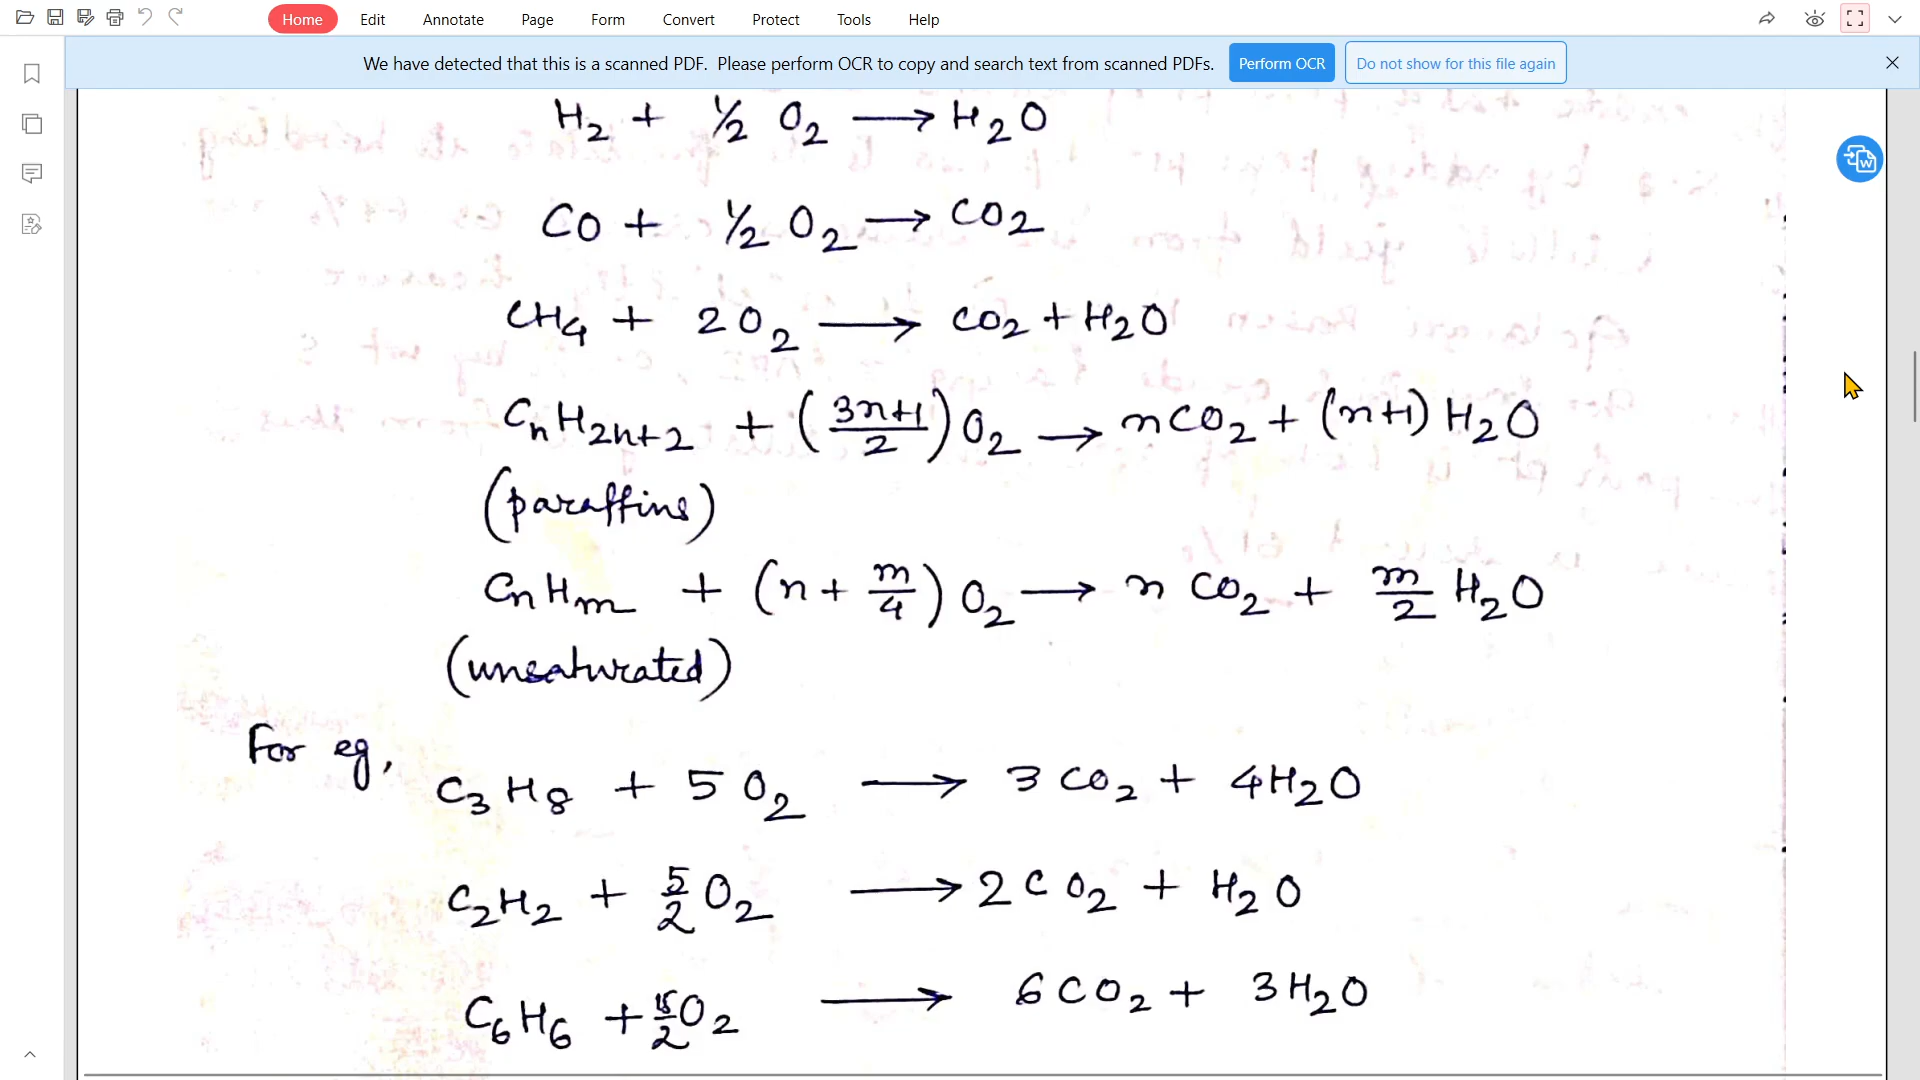 Home Edit Annotate Page Form Convert Protect Tools Help
We have detected that this is a scanned PDF. Please perform OCR to copy and search text from scanned PDFs. Perform OCR Do not show for this file again
H₂ + ½ O₂ → H₂O
CO + ½ O₂ → CO₂
CH₄ + 2O₂ → CO₂ + H₂O
CₙH₂ₙ₊₂ + ((3n+1)/2) O₂ → nCO₂ + (n+1) H₂O
(paraffins)
CₙHₘ + (n + m/4) O₂ → n CO₂ + m/2 H₂O
(unsaturated)
For eg,
C₃H₈ + 5 O₂ → 3 CO₂ + 4H₂O
C₂H₂ + 5/2 O₂ → 2 CO₂ + H₂O
C₆H₆ + 15/2 O₂ → 6 CO₂ + 3H₂O